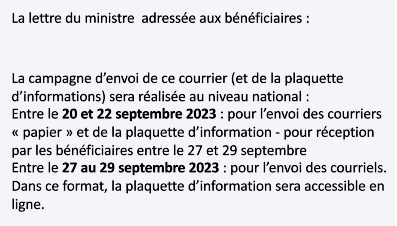 La lettre du ministre  adressée aux bénéficiaires :
La campagne d’envoi de ce courrier (et de la plaquette
d’informations) sera réalisée au niveau national :
Entre le 20 et 22 septembre 2023 : pour l’envoi des courriers
« papier » et de la plaquette d’information - pour réception
par les bénéficiaires entre le 27 et 29 septembre
Entre le 27 au 29 septembre 2023 : pour l’envoi des courriels.
Dans ce format, la plaquette d’information sera accessible en
ligne.